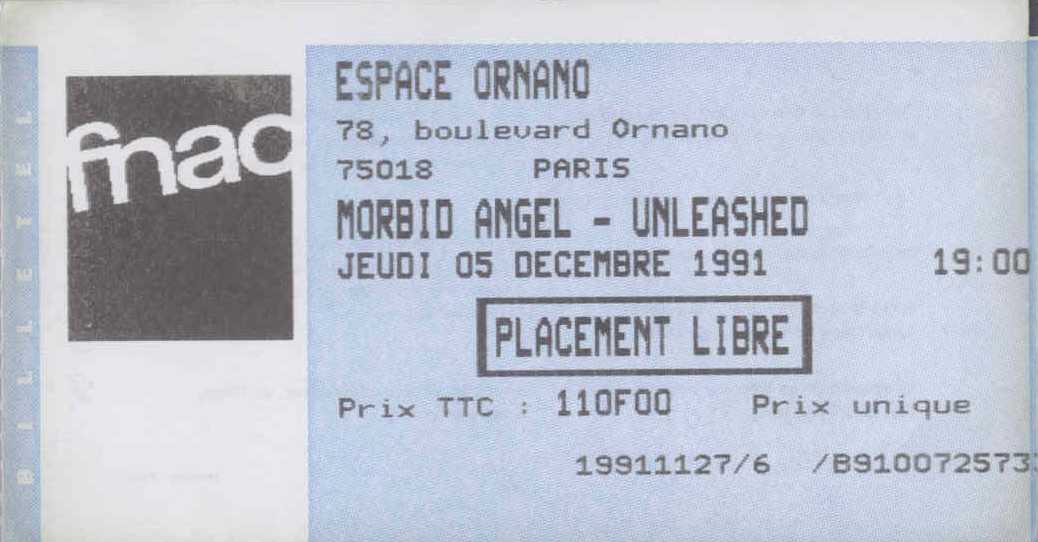 BILLETEL
fnac
ESPACE ORNANO
78, boulevard Ornano
75018 PARIS
MORBID ANGEL - UNLEASHED
JEUDI 05 DECEMBRE 1991 19:00
PLACEMENT LIBRE
Prix TTC : 110F00 Prix unique
19911127/6 /B910072573